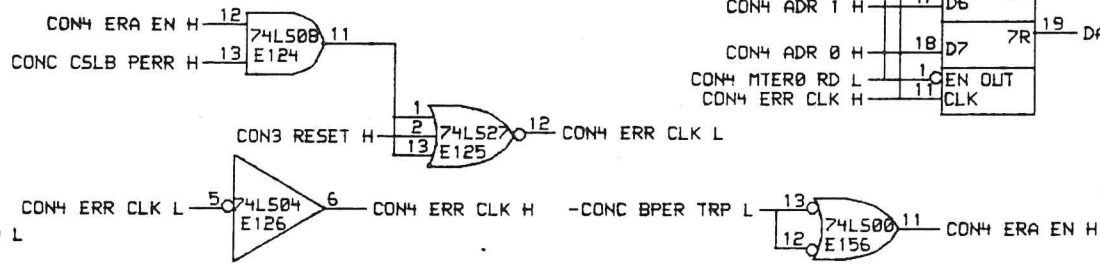 CON4 ERA EN H 12
74LS08 11
CONC CSLB PERR H 13
E124
CON4 ADR 1 H 17 D6
7R 19
CON4 ADR 0 H 18 D7
CON4 MTER0 RD L 1 EN OUT
CON4 ERR CLK H 11 CLK
1
CON3 RESET H 2 74LS27 12 CON4 ERR CLK L
13 E125
CON4 ERR CLK L 5 74LS04 6 CON4 ERR CLK H
E126
L
-CONC BPER TRP L 13 74LS00 11 CON4 ERA EN H
12 E156